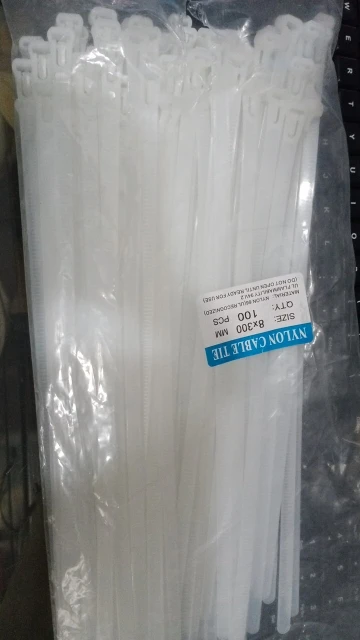 NYLON CABLE TIE
SIZE: 8x300 MM
QTY: 100 PCS
MATERIAL: NYLON 66(UL RECOGNIZED)
UL FLAMMABILITY 94V-2
(DO NOT OPEN UNTIL READY FOR USE)
W
E
R
T
Y
U
I
O